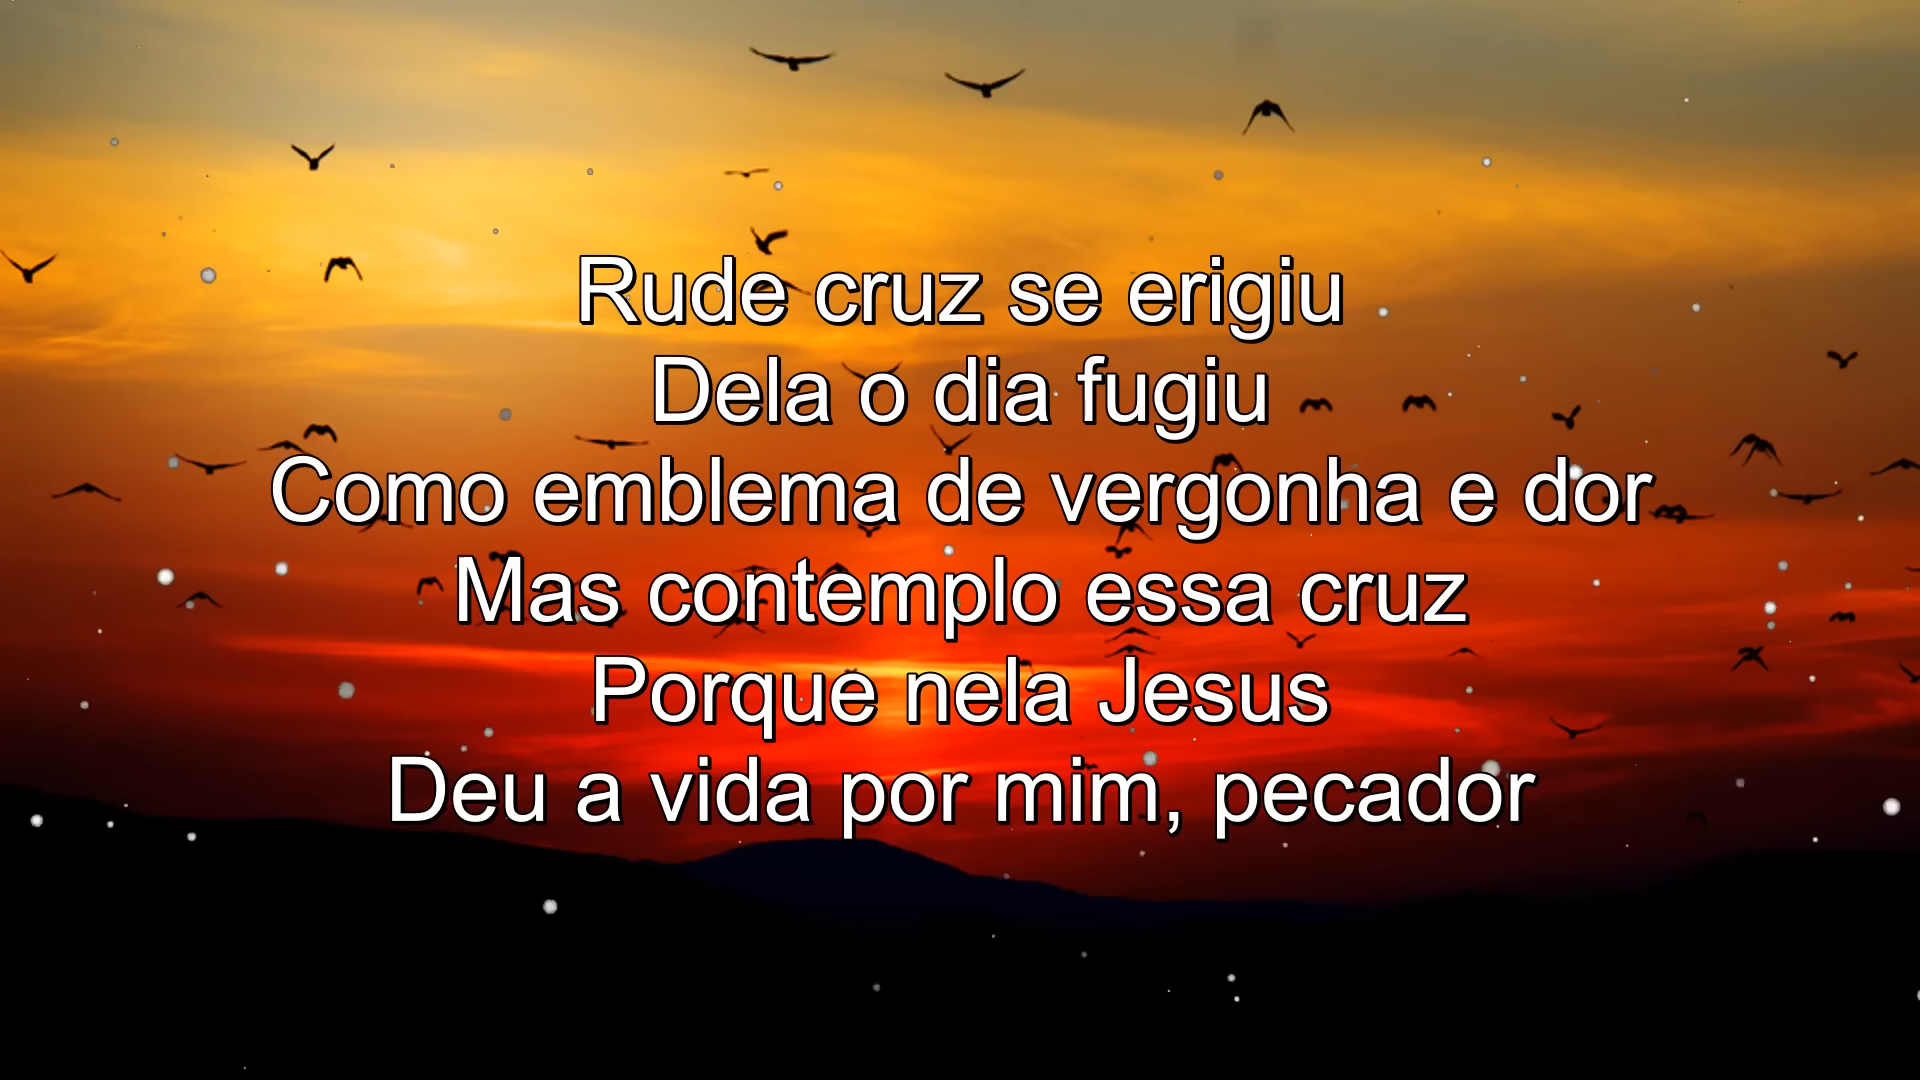 Rude cruz se erigiu
Dela o dia fugiu
Como emblema de vergonha e dor
Mas contemplo essa cruz
Porque nela Jesus
Deu a vida por mim, pecador